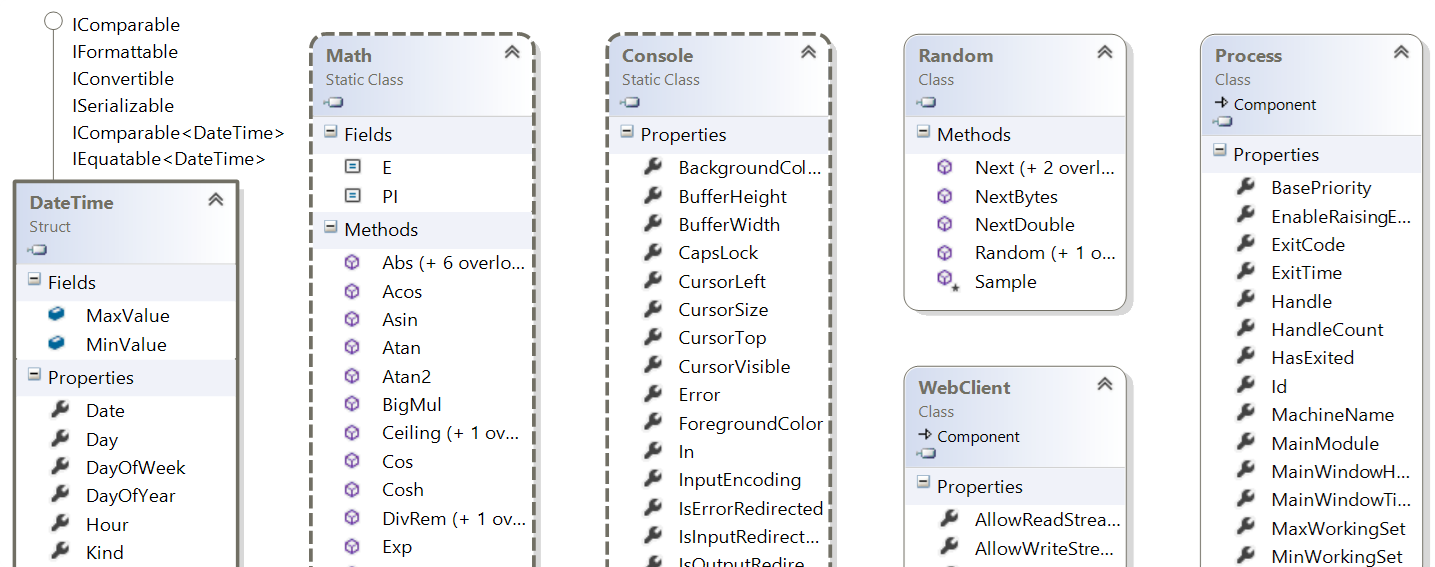 IComparable
IFormattable
IConvertible
ISerializable
IComparable<DateTime>
IEquatable<DateTime>
DateTime
Struct
Fields
MaxValue
MinValue
Properties
Date
Day
DayOfWeek
DayOfYear
Hour
Kind
Math
Static Class
Fields
E
PI
Methods
Abs (+ 6 overlo...
Acos
Asin
Atan
Atan2
BigMul
Ceiling (+ 1 ov...
Cos
Cosh
DivRem (+ 1 ov...
Exp
Console
Static Class
Properties
BackgroundCol...
BufferHeight
BufferWidth
CapsLock
CursorLeft
CursorSize
CursorTop
CursorVisible
Error
ForegroundColor
In
InputEncoding
IsErrorRedirected
IsInputRedirect...
IsOutputRedire...
Random
Class
Methods
Next (+ 2 overl...
NextBytes
NextDouble
Random (+ 1 o...
Sample
WebClient
Class
Component
Properties
AllowReadStrea...
AllowWriteStre...
Process
Class
Component
Properties
BasePriority
EnableRaisingE...
ExitCode
ExitTime
Handle
HandleCount
HasExited
Id
MachineName
MainModule
MainWindowH...
MainWindowTi...
MaxWorkingSet
MinWorkingSet